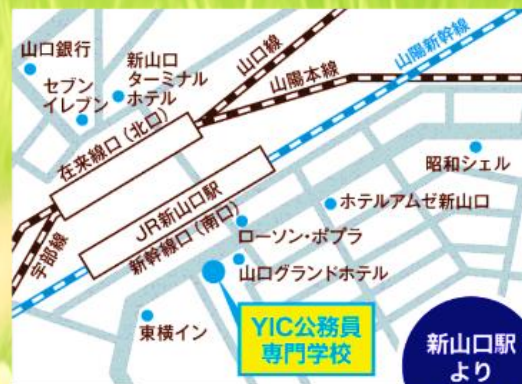 山口銀行
セブン
イレブン
新山口
ターミナル
ホテル
山口線
山陽本線
山陽新幹線
在来線口(北口)
JR新山口駅
新幹線口(南口)
宇部線
昭和シェル
ホテルアムゼ新山口
ローソン・ポプラ
山口グランドホテル
東横イン
YIC公務員
専門学校
新山口駅
より